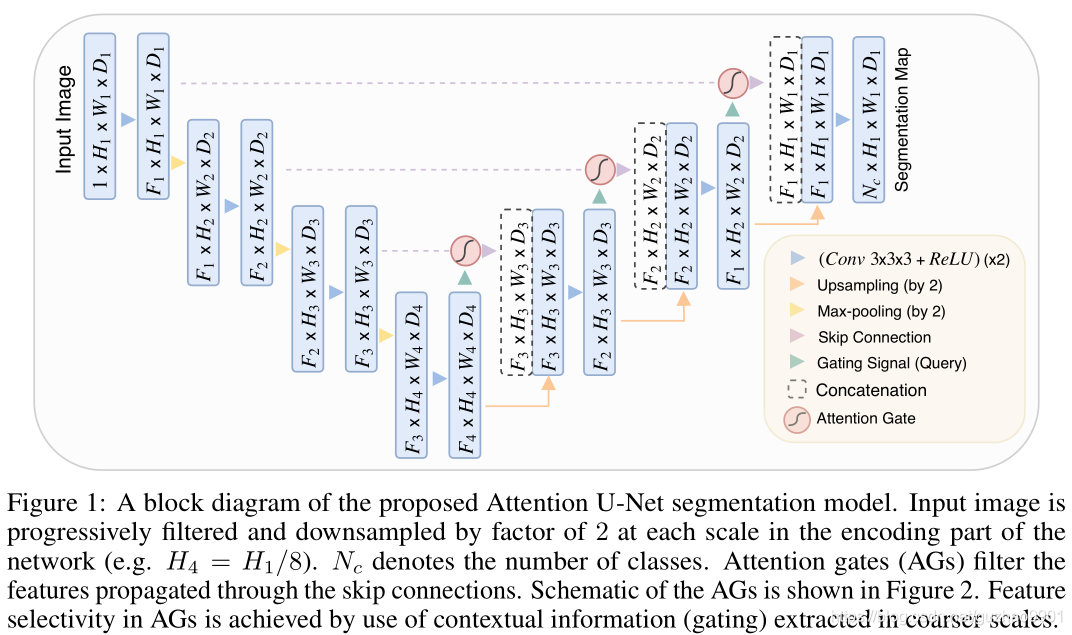 Input Image
1 x H₁ x W₁ x D₁
F₁ x H₁ x W₁ x D₁
F₁ x H₂ x W₂ x D₂
F₂ x H₂ x W₂ x D₂
F₂ x H₃ x W₃ x D₃
F₃ x H₃ x W₃ x D₃
F₃ x H₄ x W₄ x D₄
F₄ x H₄ x W₄ x D₄
F₃ x H₃ x W₃ x D₃
F₃ x H₃ x W₃ x D₃
F₂ x H₃ x W₃ x D₃
F₂ x H₂ x W₂ x D₂
F₂ x H₂ x W₂ x D₂
F₁ x H₂ x W₂ x D₂
F₁ x H₁ x W₁ x D₁
F₁ x H₁ x W₁ x D₁
N_c x H₁ x W₁ x D₁
Segmentation Map
(Conv 3x3x3 + ReLU) (x2)
Upsampling (by 2)
Max-pooling (by 2)
Skip Connection
Gating Signal (Query)
Concatenation
Attention Gate
Figure 1: A block diagram of the proposed Attention U-Net segmentation model. Input image is
progressively filtered and downsampled by factor of 2 at each scale in the encoding part of the
network (e.g. H₄ = H₁/8). N_c denotes the number of classes. Attention gates (AGs) filter the
features propagated through the skip connections. Schematic of the AGs is shown in Figure 2. Feature
selectivity in AGs is achieved by use of contextual information (gating) extracted in coarser scales.